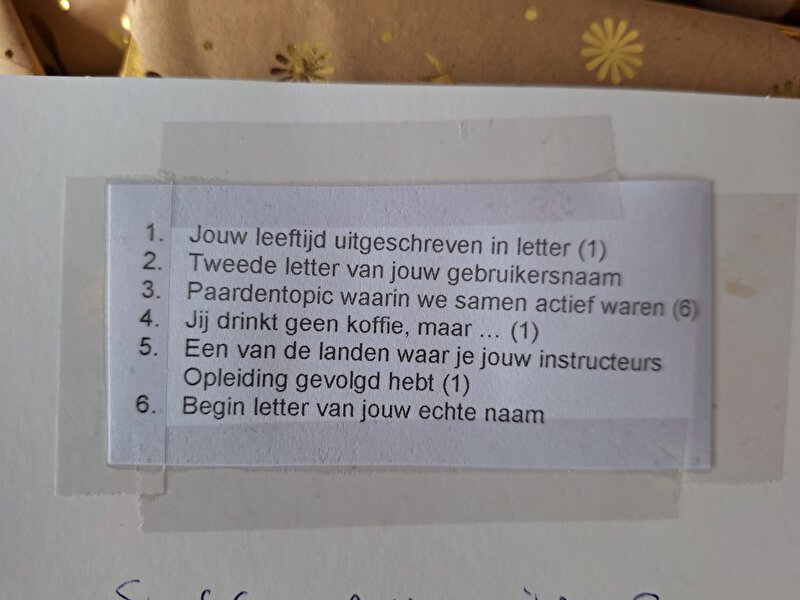 1. Jouw leeftijd uitgeschreven in letter (1)
2. Tweede letter van jouw gebruikersnaam
3. Paardentopic waarin we samen actief waren (6)
4. Jij drinkt geen koffie, maar ... (1)
5. Een van de landen waar je jouw instructeurs
Opleiding gevolgd hebt (1)
6. Begin letter van jouw echte naam